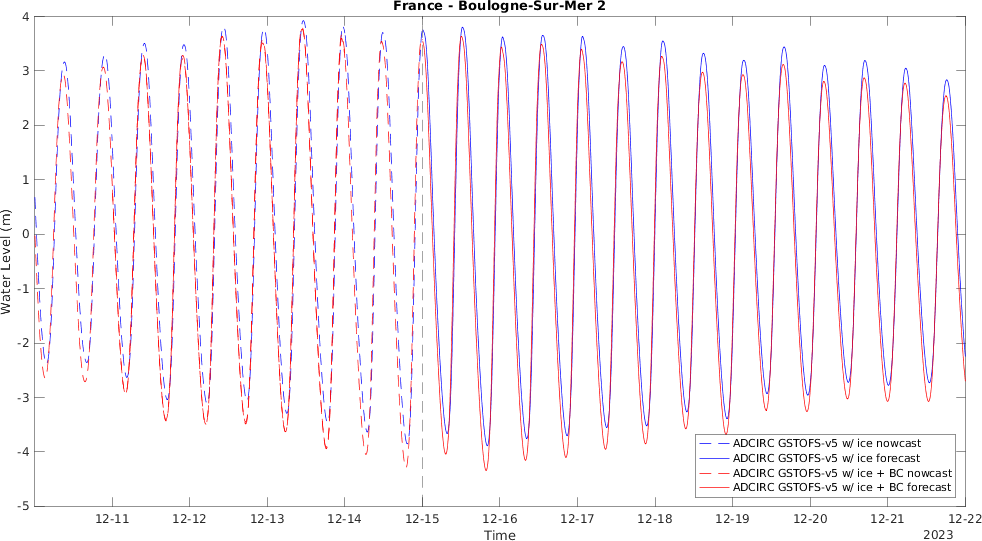 France - Boulogne-Sur-Mer 2
4
3
2
1
0
-1
-2
-3
-4
-5
Water Level (m)
ADCIRC GSTOFS-v5 w/ ice nowcast
ADCIRC GSTOFS-v5 w/ ice forecast
ADCIRC GSTOFS-v5 w/ ice + BC nowcast
ADCIRC GSTOFS-v5 w/ ice + BC forecast
12-11 12-12 12-13 12-14 12-15 12-16 12-17 12-18 12-19 12-20 12-21 12-22
Time 2023